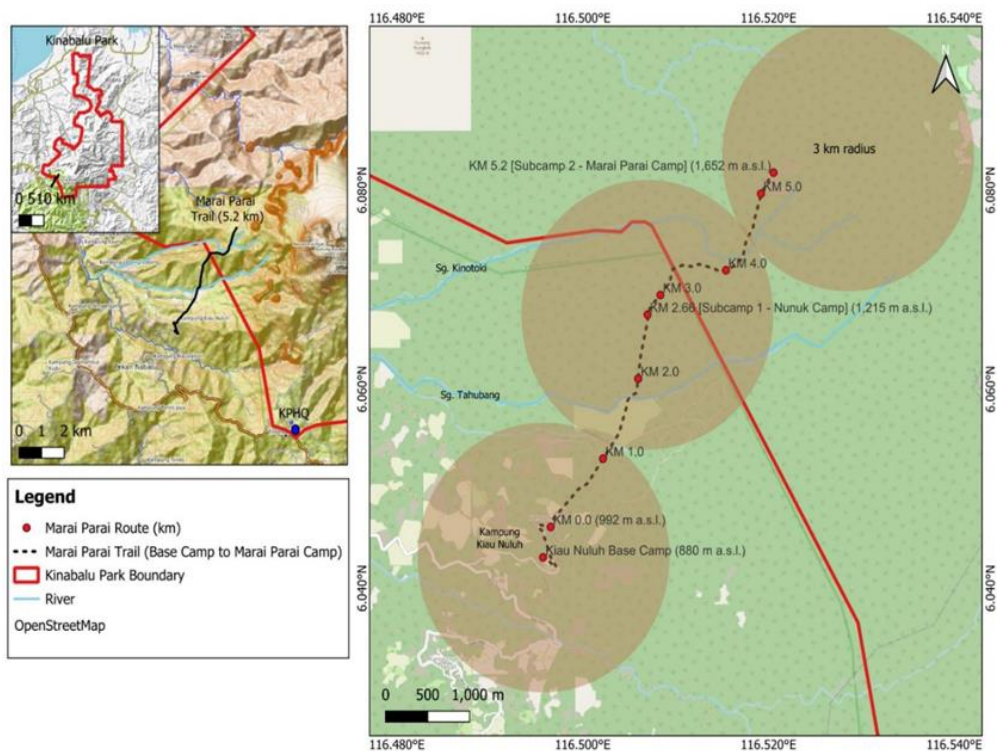 116.480°E
116.500°E
116.520°E
116.540°E
Kinabalu Park
0 510 km
Marai Parai
Trail (5.2 km)
KPHQ
0 1 2 km
N
3 km radius
KM 5.2 [Subcamp 2 - Marai Parai Camp] (1,652 m a.s.l.)
KM 5.0
KM 4.0
Sg. Kinotoki
KM 3.0
KM 2.66 [Subcamp 1 - Nunuk Camp] (1,215 m a.s.l.)
KM 2.0
Sg. Tahubang
KM 1.0
KM 0.0 (992 m a.s.l.)
Kampung
Kiau Nuluh
Kiau Nuluh Base Camp (880 m a.s.l.)
0 500 1,000 m
6.080°N
6.060°N
6.040°N
6.080°N
6.060°N
6.040°N
116.480°E
116.500°E
116.520°E
116.540°E
Legend
Marai Parai Route (km)
Marai Parai Trail (Base Camp to Marai Parai Camp)
Kinabalu Park Boundary
River
OpenStreetMap